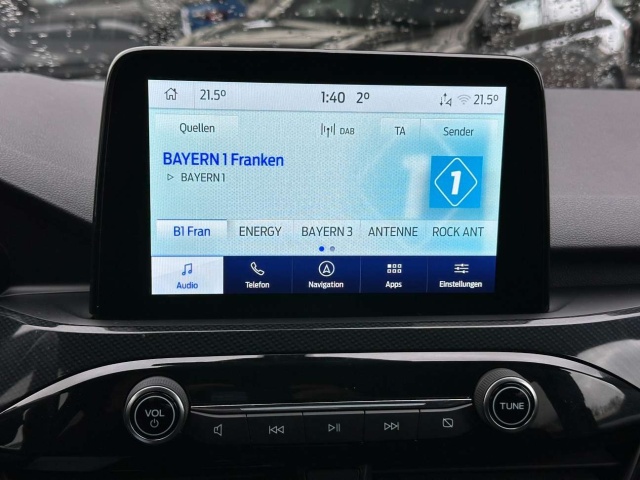 21.5° 1:40 2° 21.5°
Quellen DAB TA Sender
BAYERN 1 Franken
BAYERN 1
1
B1 Fran ENERGY BAYERN 3 ANTENNE ROCK ANT
Audio Telefon Navigation Apps Einstellungen
VOL TUNE